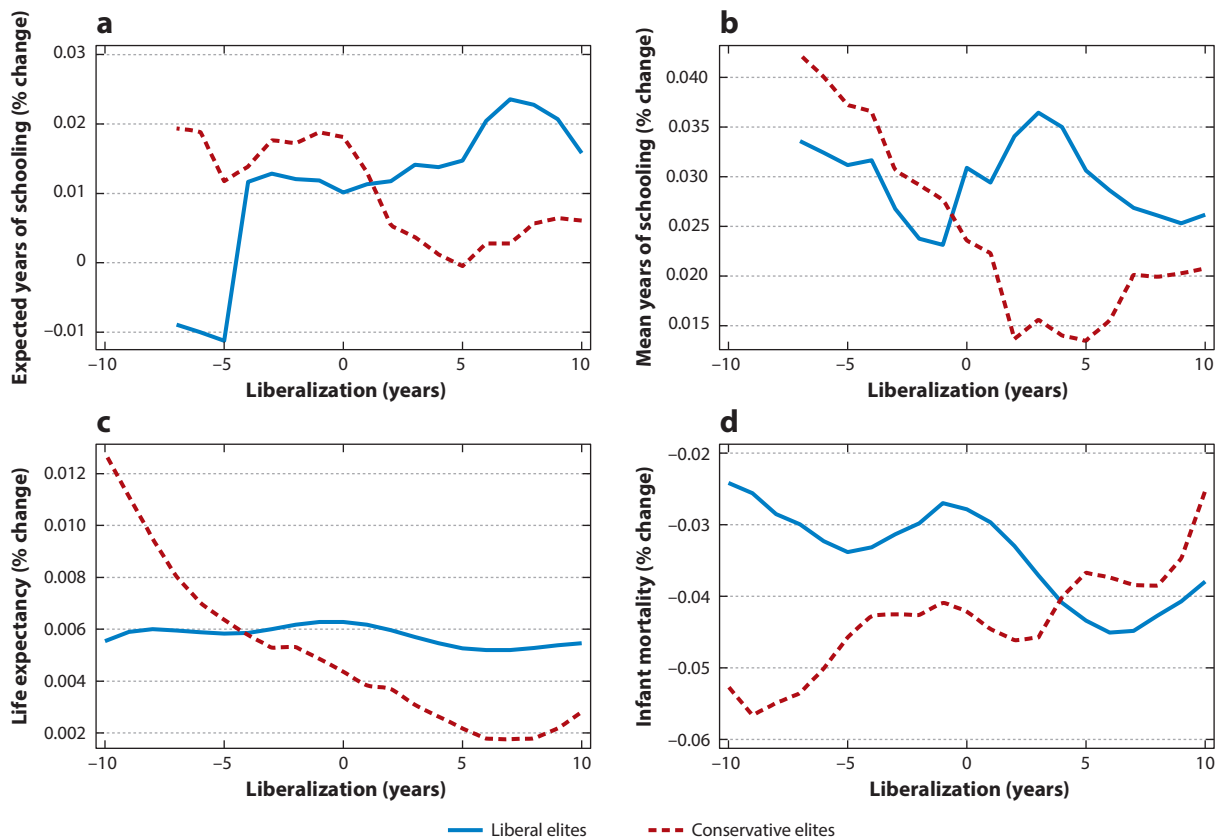 a
Expected years of schooling (% change)
0.03
0.02
0.01
0
−0.01
−10 −5 0 5 10
Liberalization (years)
b
Mean years of schooling (% change)
0.040
0.035
0.030
0.025
0.020
0.015
−10 −5 0 5 10
Liberalization (years)
c
Life expectancy (% change)
0.012
0.010
0.008
0.006
0.004
0.002
−10 −5 0 5 10
Liberalization (years)
d
Infant mortality (% change)
−0.02
−0.03
−0.04
−0.05
−0.06
−10 −5 0 5 10
Liberalization (years)
Liberal elites Conservative elites